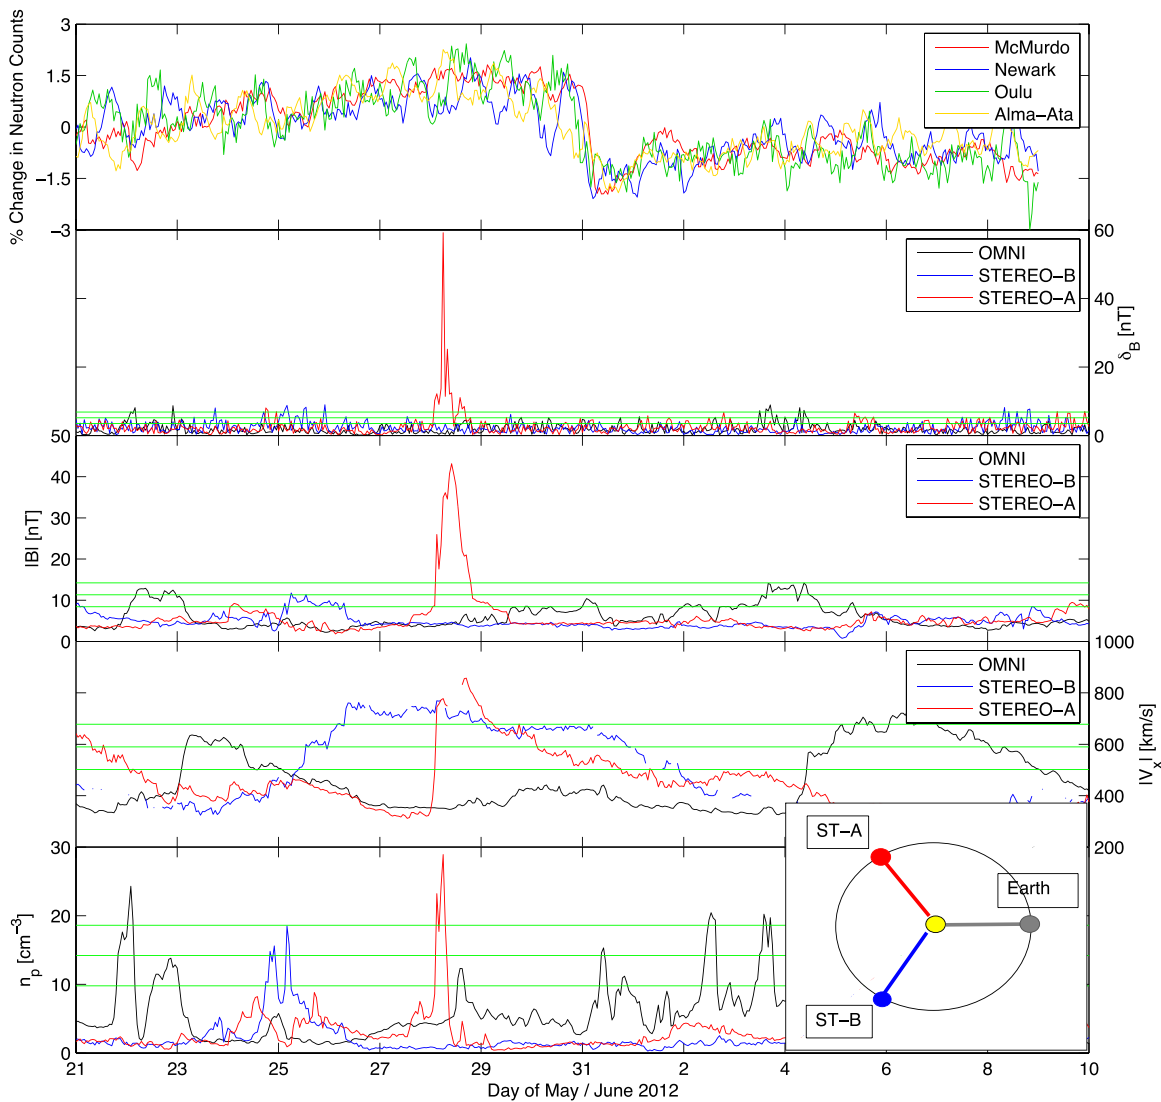 % Change in Neutron Counts
3
1.5
0
−1.5
−3
McMurdo
Newark
Oulu
Alma−Ata
60
40
20
0
δB [nT]
OMNI
STEREO−B
STEREO−A
50
40
30
20
10
0
|B| [nT]
OMNI
STEREO−B
STEREO−A
1000
800
600
400
200
|Vx| [km/s]
OMNI
STEREO−B
STEREO−A
30
20
10
0
np [cm−3]
ST−A
Earth
ST−B
21 23 25 27 29 31 2 4 6 8 10
Day of May / June 2012